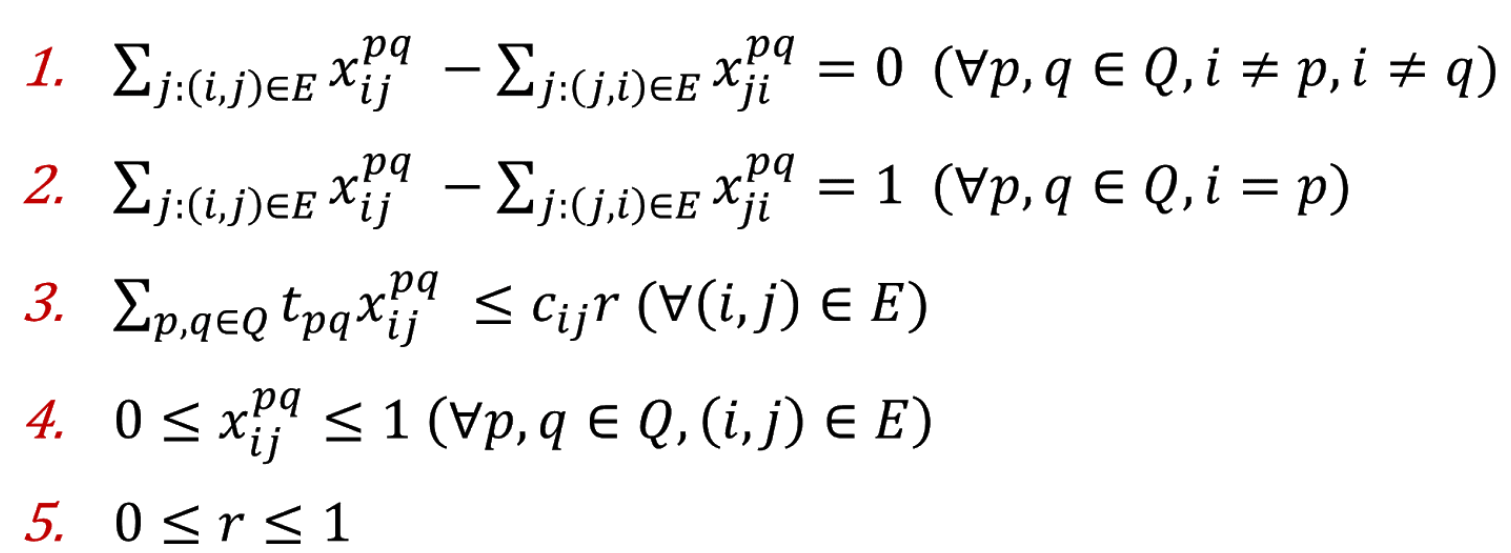 1. ∑_{j:(i,j)∈E} x_{ij}^{pq} − ∑_{j:(j,i)∈E} x_{ji}^{pq} = 0 (∀p, q ∈ Q, i ≠ p, i ≠ q)
2. ∑_{j:(i,j)∈E} x_{ij}^{pq} − ∑_{j:(j,i)∈E} x_{ji}^{pq} = 1 (∀p, q ∈ Q, i = p)
3. ∑_{p,q∈Q} t_{pq} x_{ij}^{pq} ≤ c_{ij} r (∀(i, j) ∈ E)
4. 0 ≤ x_{ij}^{pq} ≤ 1 (∀p, q ∈ Q, (i, j) ∈ E)
5. 0 ≤ r ≤ 1